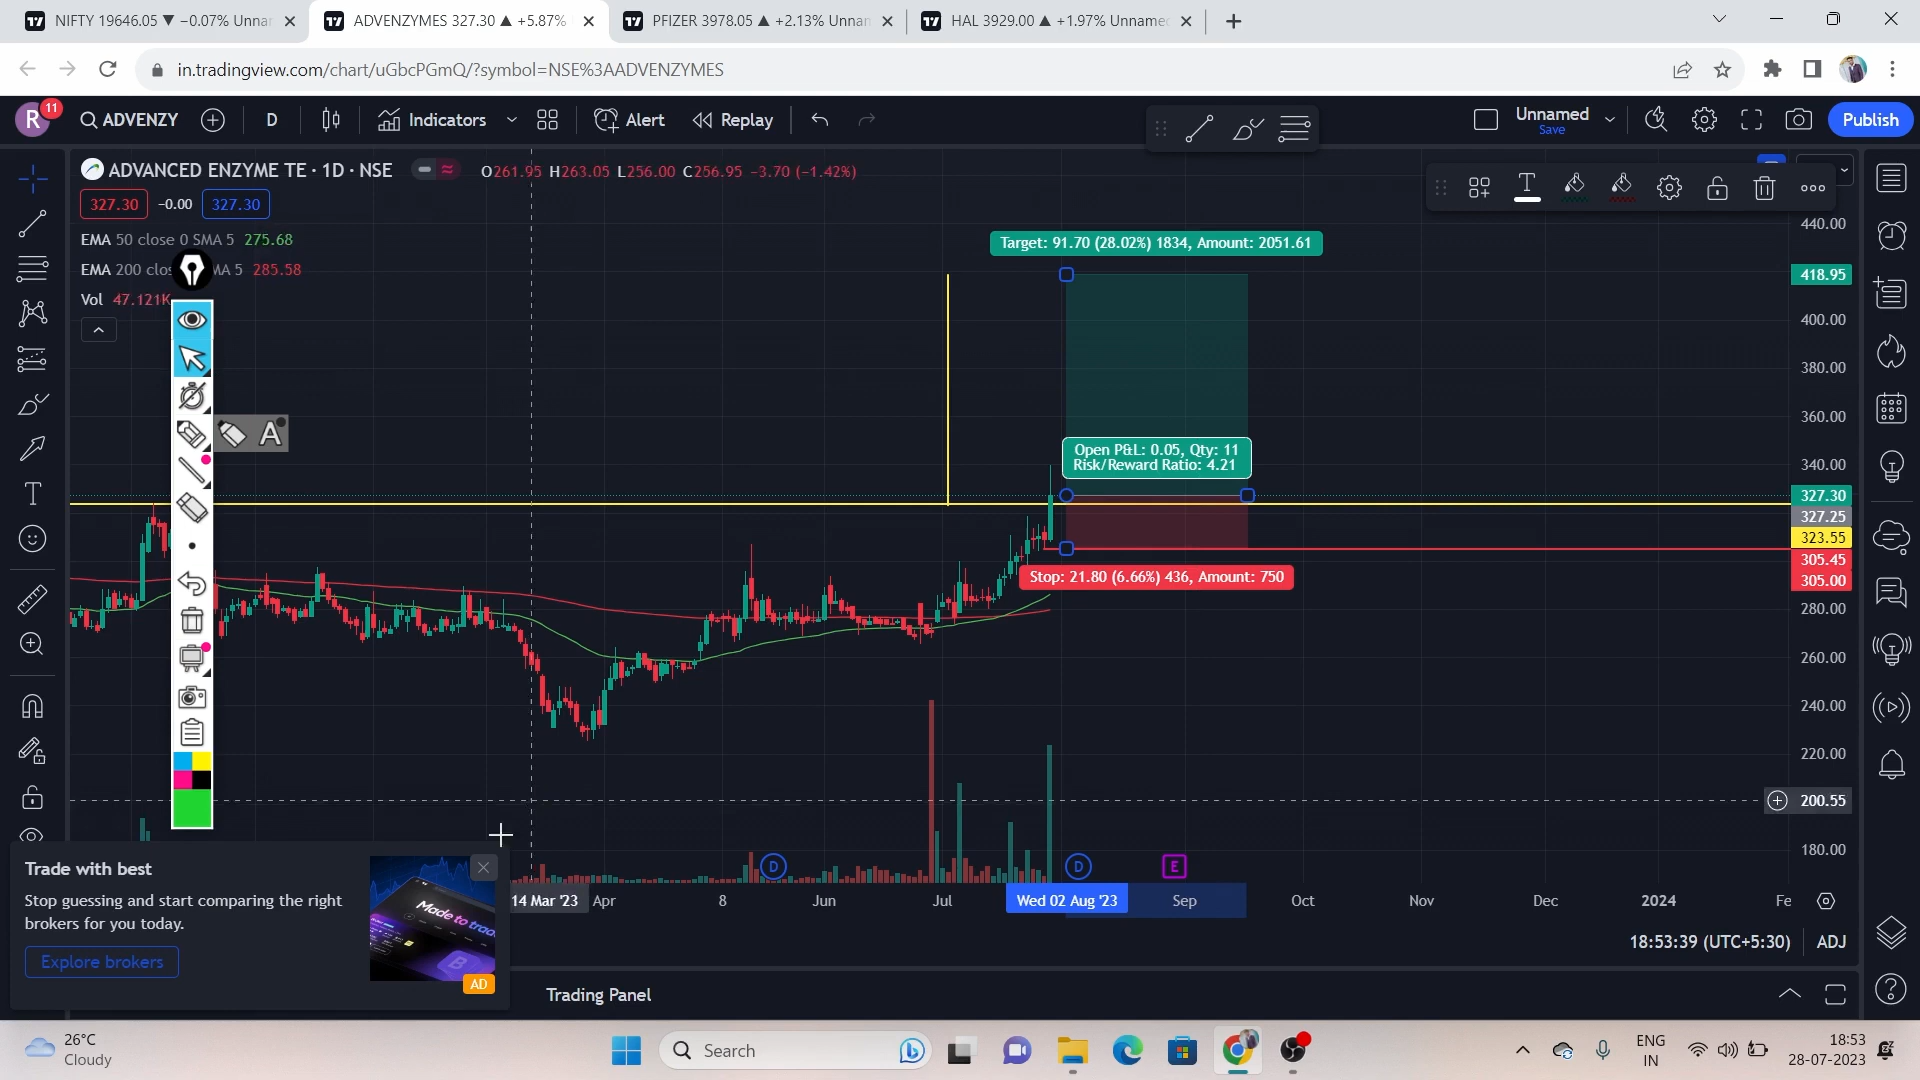 NIFTY 19646.05 ▼ −0.07% Unnan
ADVENZYMES 327.30 ▲ +5.87%
PFIZER 3978.05 ▲ +2.13% Unnan
HAL 3929.00 ▲ +1.97% Unnamed
in.tradingview.com/chart/uGbcPGmQ/?symbol=NSE%3AADVENZYMES
R 11
ADVENZY
D
Indicators
Alert
Replay
Unnamed
Save
Publish
ADVANCED ENZYME TE · 1D · NSE
O261.95 H263.05 L256.00 C256.95 −3.70 (−1.42%)
327.30 -0.00 327.30
EMA 50 close 0 SMA 5 275.68
EMA 200 clos MA 5 285.58
Vol 47.121K
A
Target: 91.70 (28.02%) 1834, Amount: 2051.61
Open P&L: 0.05, Qty: 11
Risk/Reward Ratio: 4.21
Stop: 21.80 (6.66%) 436, Amount: 750
440.00
418.95
400.00
380.00
360.00
340.00
327.30
327.25
323.55
305.45
305.00
280.00
260.00
240.00
220.00
200.55
180.00
D
D
E
14 Mar '23
Apr
8
Jun
Jul
Wed 02 Aug '23
Sep
Oct
Nov
Dec
2024
Fe
18:53:39 (UTC+5:30)
ADJ
Trade with best
Stop guessing and start comparing the right
brokers for you today.
Explore brokers
Made to trad
AD
Trading Panel
26°C
Cloudy
Search
ENG
IN
18:53
28-07-2023